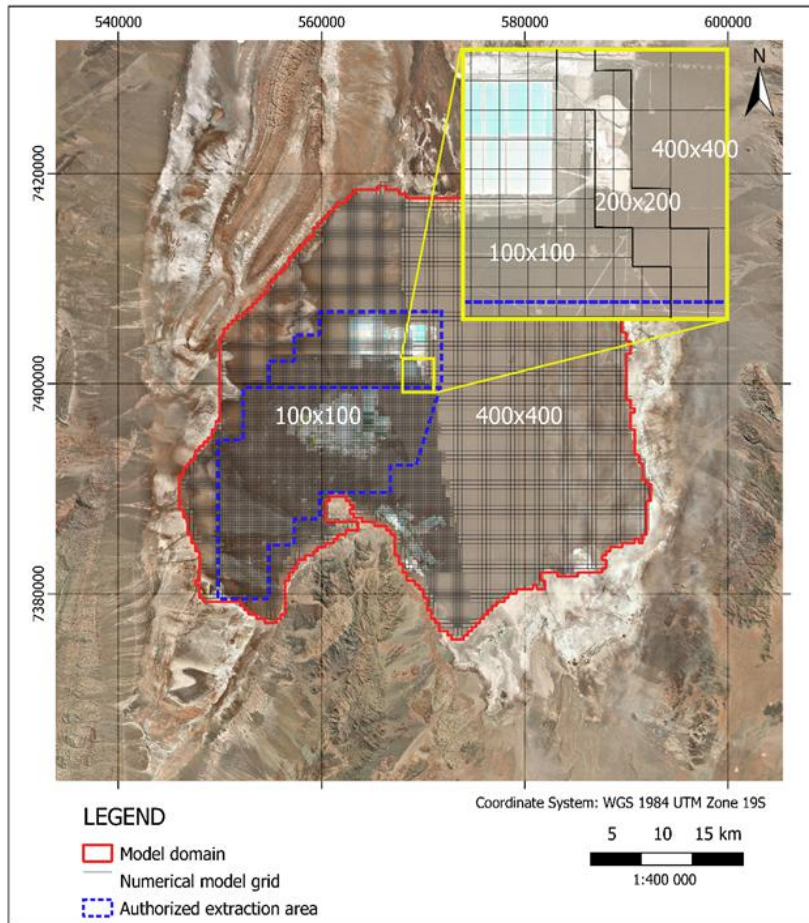 540000
560000
580000
600000
N
7420000
400x400
200x200
100x100
7400000
100x100
400x400
7380000
Coordinate System: WGS 1984 UTM Zone 19S
LEGEND
5 10 15 km
Model domain
Numerical model grid
1:400 000
Authorized extraction area